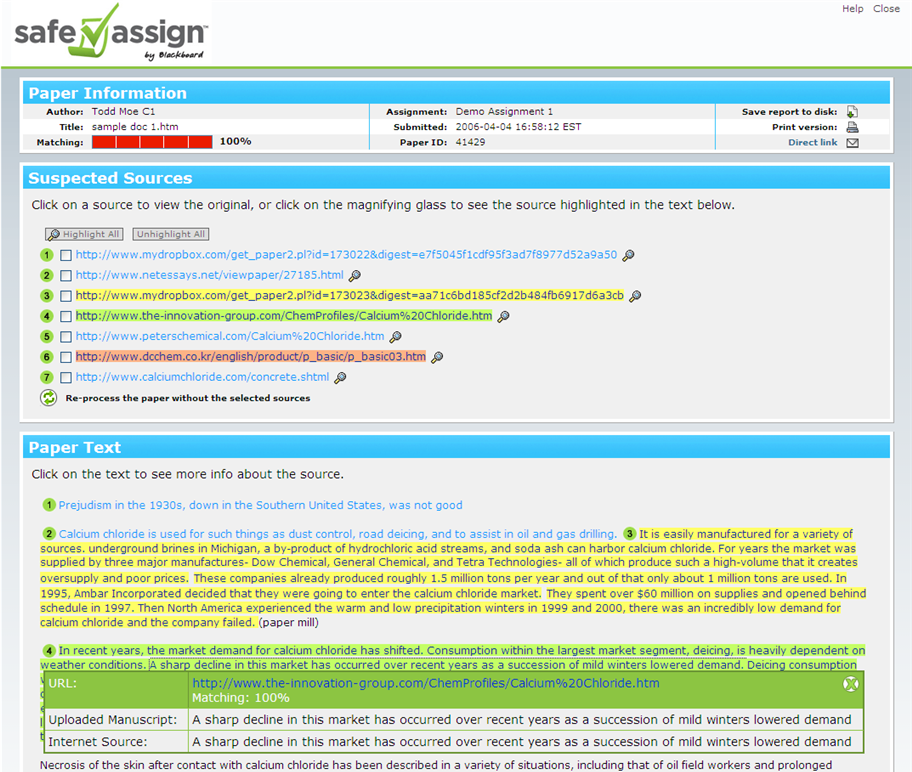 Help Close
safe assign™
by Blackboard
Paper Information
Author: Todd Moe C1 Assignment: Demo Assignment 1 Save report to disk:
Title: sample doc 1.htm Submitted: 2006-04-04 16:58:12 EST Print version:
Matching: 100% Paper ID: 41429 Direct link
Suspected Sources
Click on a source to view the original, or click on the magnifying glass to see the source highlighted in the text below.
Highlight All Unhighlight All
1 http://www.mydropbox.com/get_paper2.pl?id=173022&digest=e7f5045f1cdf95f3ad7f8977d52a9a50
2 http://www.netessays.net/viewpaper/27185.html
3 http://www.mydropbox.com/get_paper2.pl?id=173023&digest=aa71c6bd185cf2d2b484fb6917d6a3cb
4 http://www.the-innovation-group.com/ChemProfiles/Calcium%20Chloride.htm
5 http://www.peterschemical.com/Calcium%20Chloride.htm
6 http://www.dcchem.co.kr/english/product/p_basic/p_basic03.htm
7 http://www.calciumchloride.com/concrete.shtml
Re-process the paper without the selected sources
Paper Text
Click on the text to see more info about the source.
1 Prejudism in the 1930s, down in the Southern United States, was not good
2 Calcium chloride is used for such things as dust control, road deicing, and to assist in oil and gas drilling. 3 It is easily manufactured for a variety of
sources. underground brines in Michigan, a by-product of hydrochloric acid streams, and soda ash can harbor calcium chloride. For years the market was
supplied by three major manufactures- Dow Chemical, General Chemical, and Tetra Technologies- all of which produce such a high-volume that it creates
oversupply and poor prices. These companies already produced roughly 1.5 million tons per year and out of that only about 1 million tons are used. In
1995, Ambar Incorporated decided that they were going to enter the calcium chloride market. They spent over $60 million on supplies and opened behind
schedule in 1997. Then North America experienced the warm and low precipitation winters in 1999 and 2000, there was an incredibly low demand for
calcium chloride and the company failed. (paper mill)
4 In recent years, the market demand for calcium chloride has shifted. Consumption within the largest market segment, deicing, is heavily dependent on
weather conditions. A sharp decline in this market has occurred over recent years as a succession of mild winters lowered demand. Deicing consumption
URL: http://www.the-innovation-group.com/ChemProfiles/Calcium%20Chloride.htm
Matching: 100%
Uploaded Manuscript: A sharp decline in this market has occurred over recent years as a succession of mild winters lowered demand
Internet Source: A sharp decline in this market has occurred over recent years as a succession of mild winters lowered demand
Necrosis of the skin after contact with calcium chloride has been described in a variety of situations, including that of oil field workers and prolonged